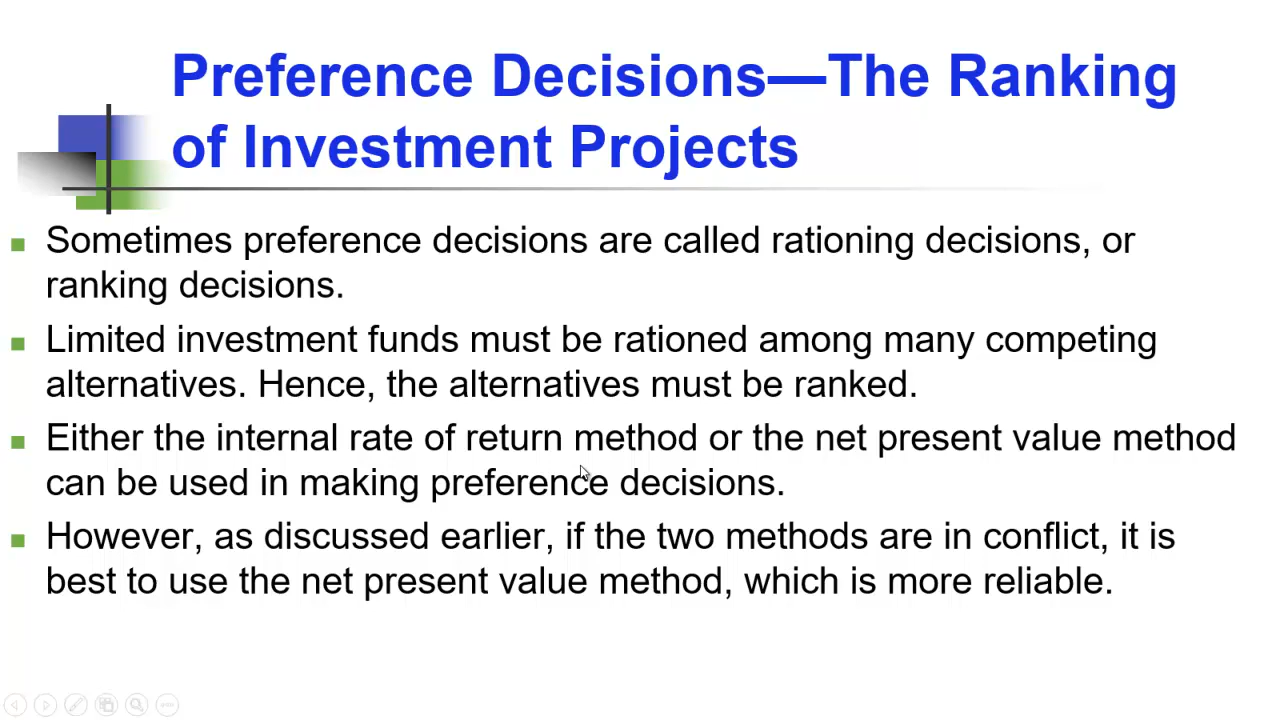 Preference Decisions—The Ranking
of Investment Projects
Sometimes preference decisions are called rationing decisions, or
ranking decisions.
Limited investment funds must be rationed among many competing
alternatives. Hence, the alternatives must be ranked.
Either the internal rate of return method or the net present value method
can be used in making preference decisions.
However, as discussed earlier, if the two methods are in conflict, it is
best to use the net present value method, which is more reliable.